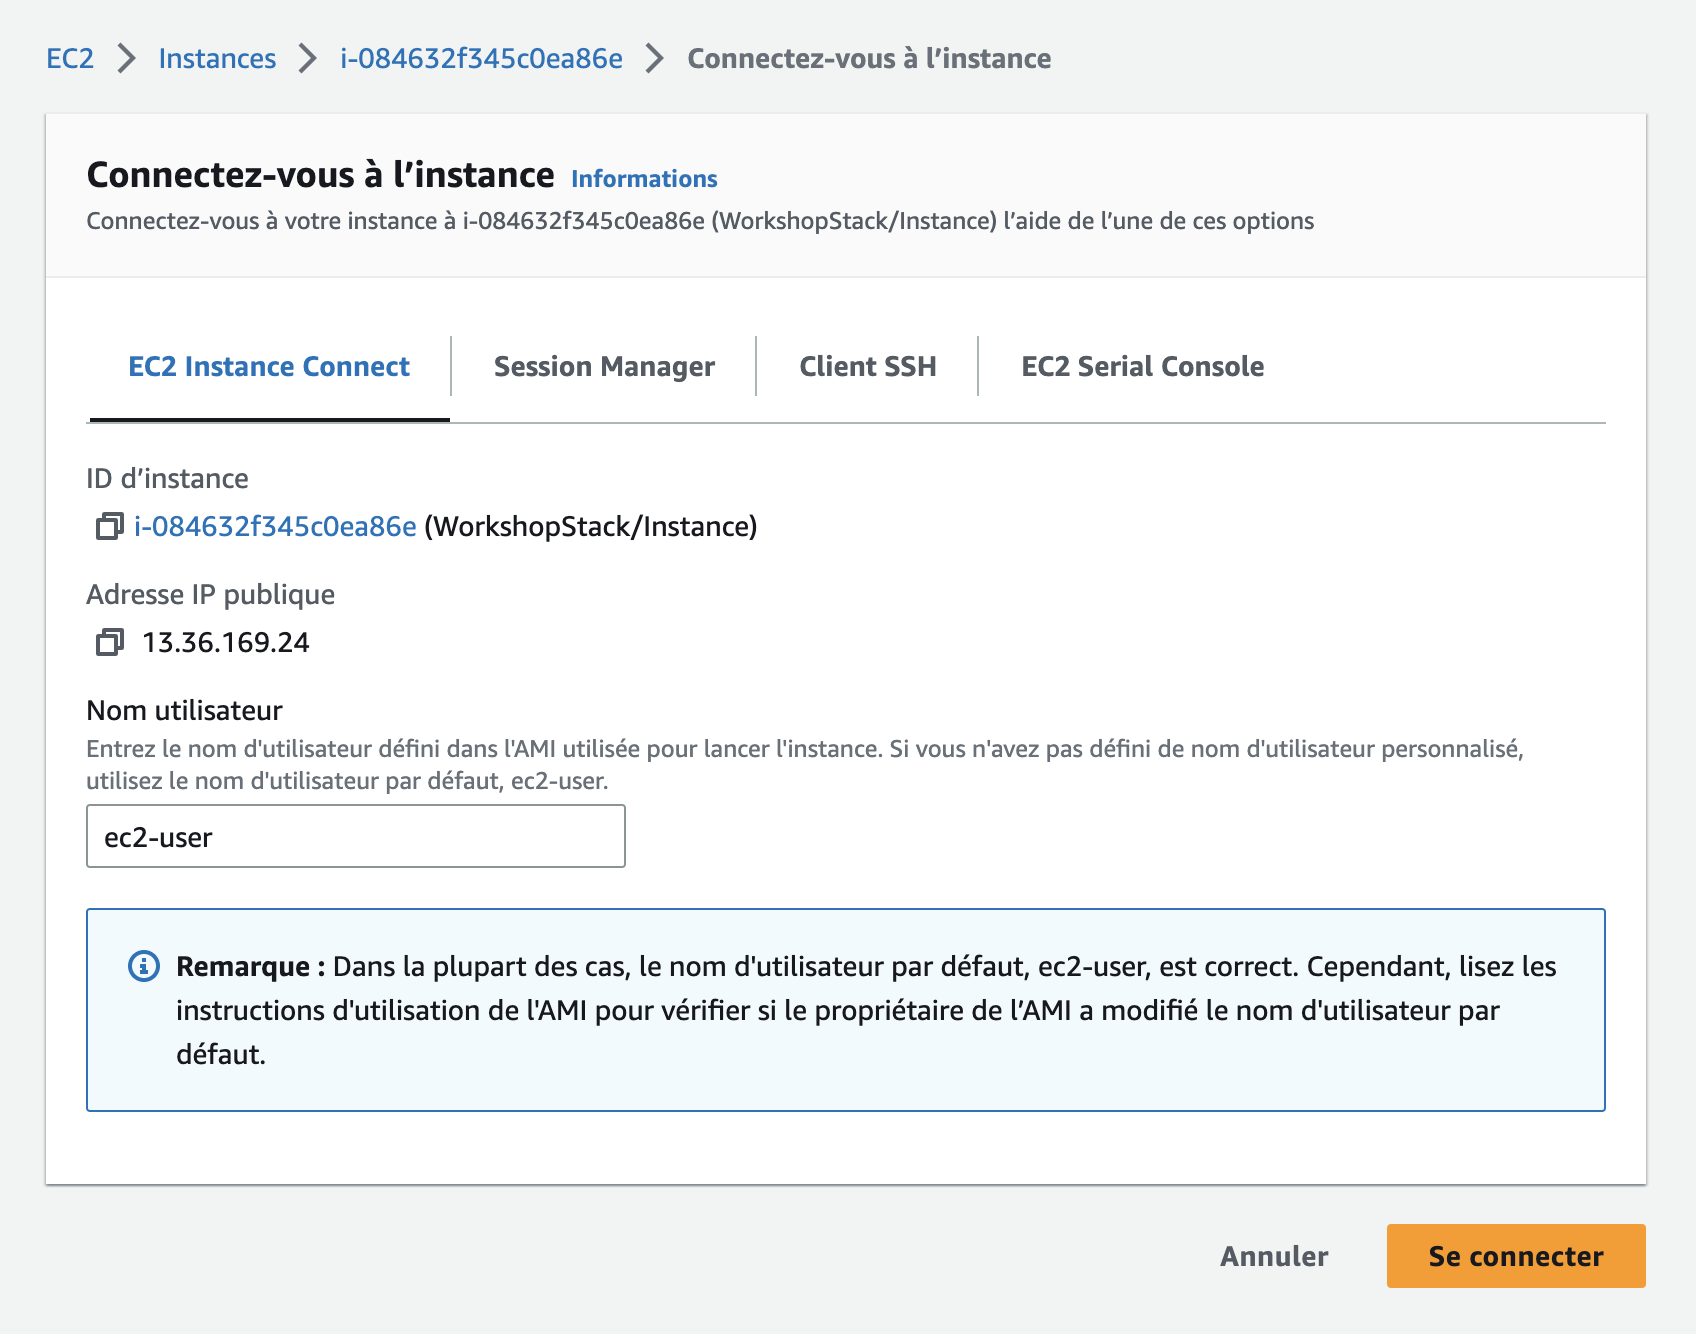 EC2 > Instances > i-084632f345c0ea86e > Connectez-vous à l’instance
Connectez-vous à l’instance Informations
Connectez-vous à votre instance à i-084632f345c0ea86e (WorkshopStack/Instance) l’aide de l’une de ces options
EC2 Instance Connect Session Manager Client SSH EC2 Serial Console
ID d’instance
i-084632f345c0ea86e (WorkshopStack/Instance)
Adresse IP publique
13.36.169.24
Nom utilisateur
Entrez le nom d'utilisateur défini dans l'AMI utilisée pour lancer l'instance. Si vous n'avez pas défini de nom d'utilisateur personnalisé,
utilisez le nom d'utilisateur par défaut, ec2-user.
ec2-user
Remarque : Dans la plupart des cas, le nom d'utilisateur par défaut, ec2-user, est correct. Cependant, lisez les
instructions d'utilisation de l'AMI pour vérifier si le propriétaire de l’AMI a modifié le nom d'utilisateur par
défaut.
Annuler Se connecter